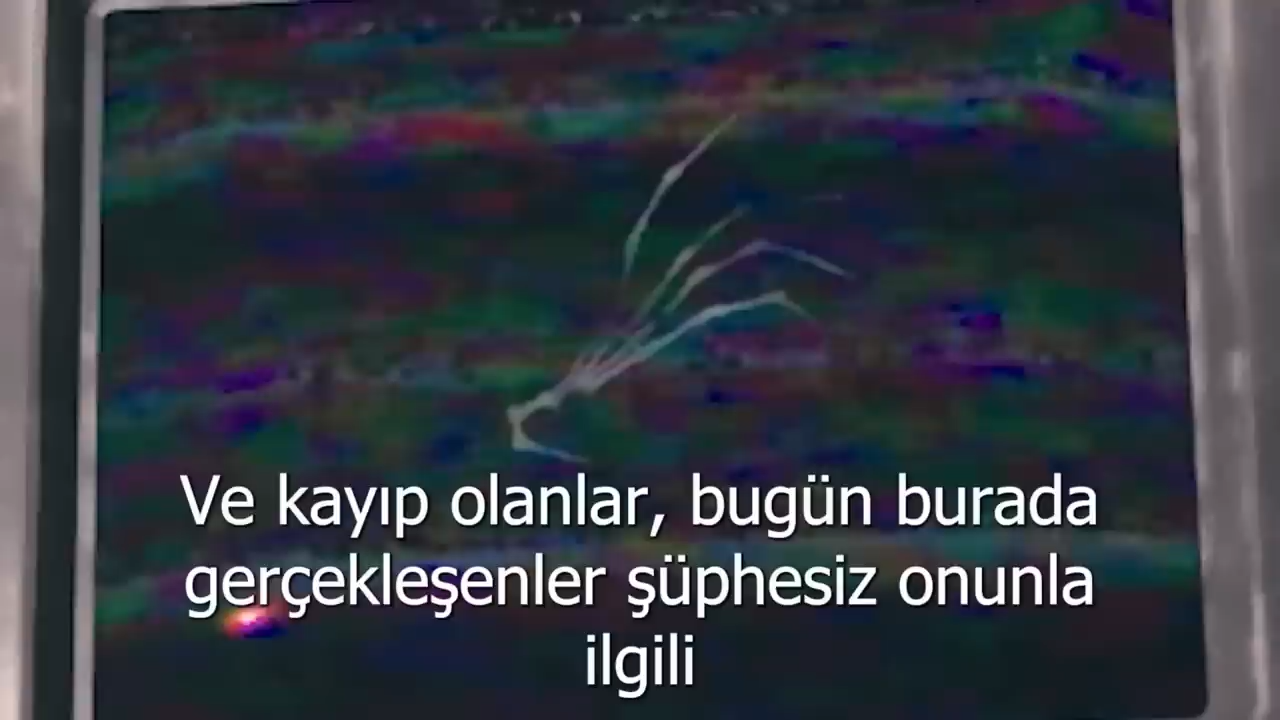 Ve kayıp olanlar, bugün burada
gerçekleşenler şüphesiz onunla
ilgili